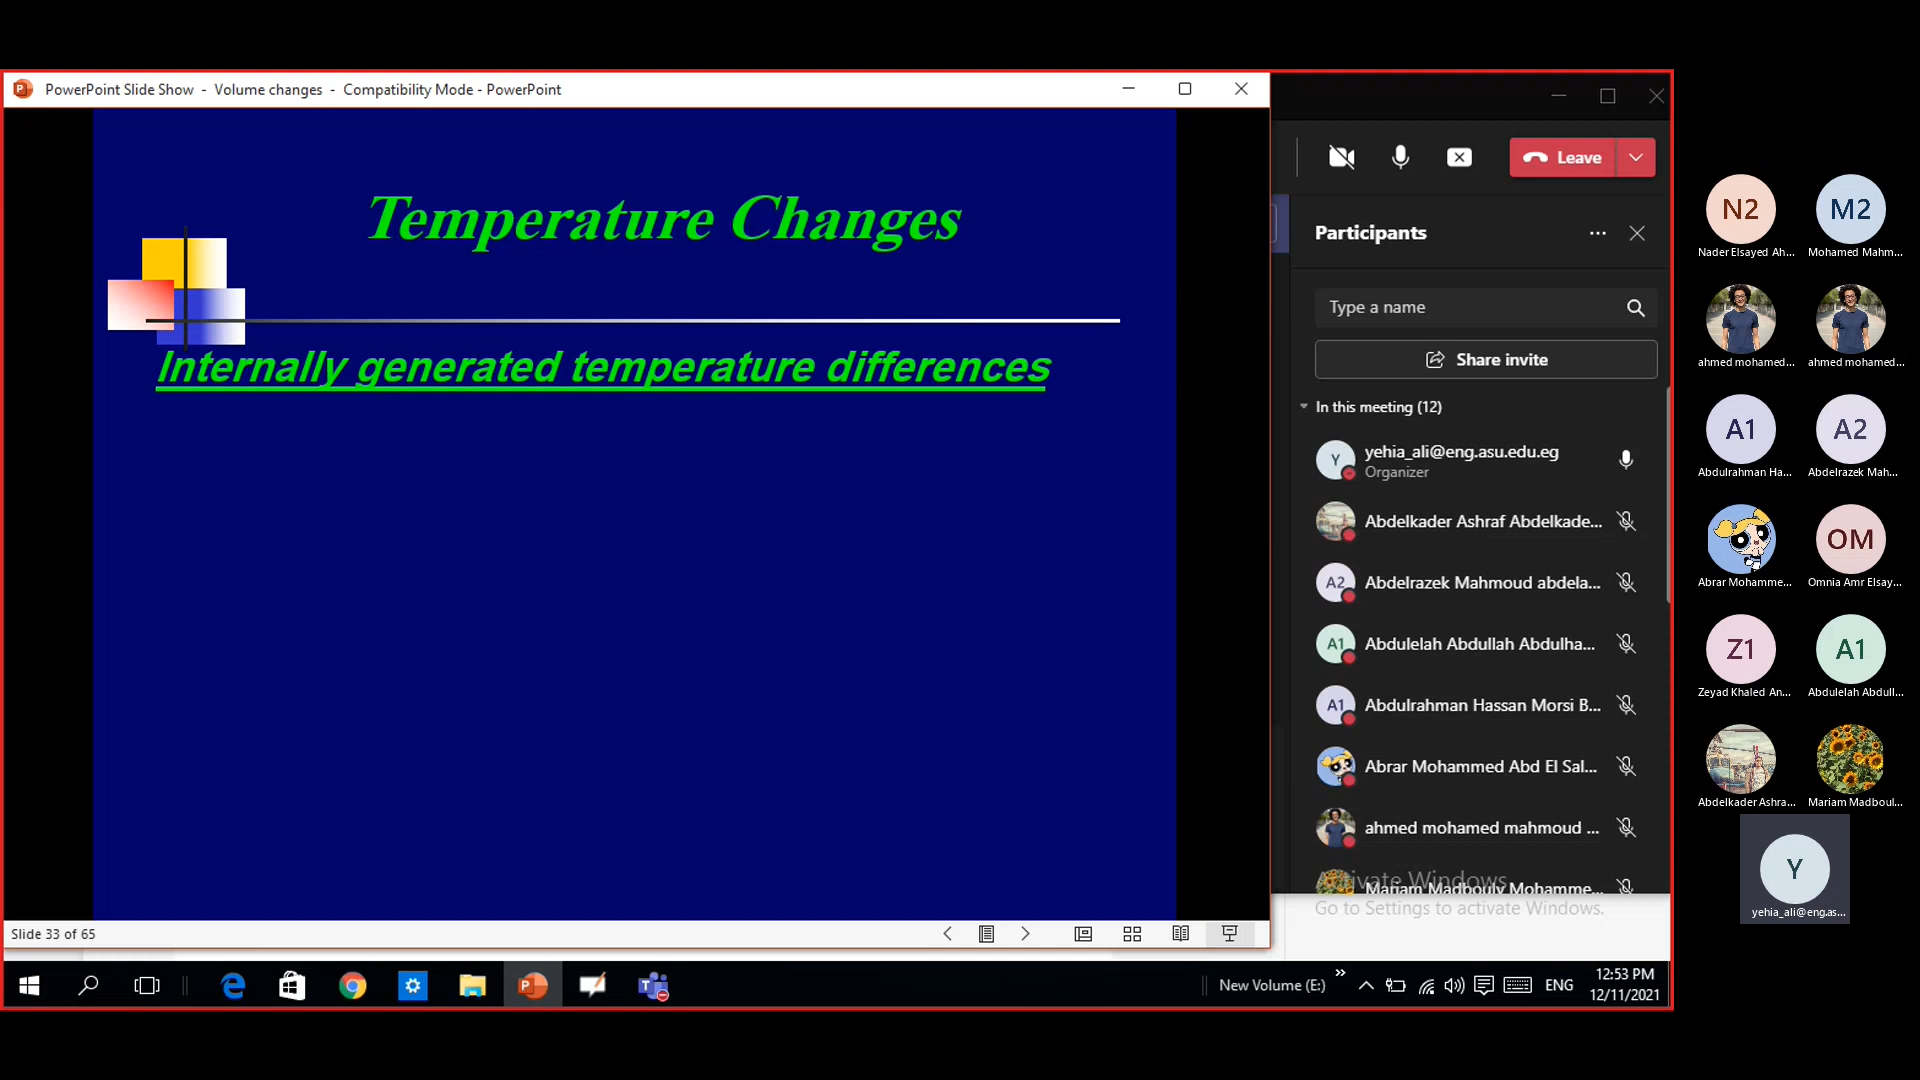 PowerPoint Slide Show - Volume changes - Compatibility Mode - PowerPoint
Temperature Changes
Internally generated temperature differences
Slide 33 of 65
Leave
Participants
Type a name
Share invite
In this meeting (12)
Y
yehia_ali@eng.asu.edu.eg
Organizer
Abdelkader Ashraf Abdelkade...
A2
Abdelrazek Mahmoud abdela...
A1
Abdulelah Abdullah Abdulha...
A1
Abdulrahman Hassan Morsi B...
Abrar Mohammed Abd El Sal...
ahmed mohamed mahmoud ...
Mariam Madbouly Mohamme...
Activate Windows
Go to Settings to activate Windows.
New Volume (E:)
ENG
12:53 PM
12/11/2021
N2 M2
Nader Elsayed Ah... Mohamed Mahm...
ahmed mohamed... ahmed mohamed...
A1 A2
Abdulrahman Ha... Abdelrazek Mah...
OM
Abrar Mohamme... Omnia Amr Elsay...
Z1 A1
Zeyad Khaled An... Abdulelah Abdull...
Abdelkader Ashra... Mariam Madboul...
Y
yehia_ali@eng.as...